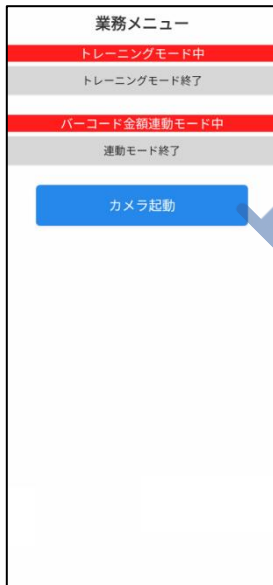 業務メニュー
トレーニングモード中
トレーニングモード終了
バーコード金額連動モード中
連動モード終了
カメラ起動